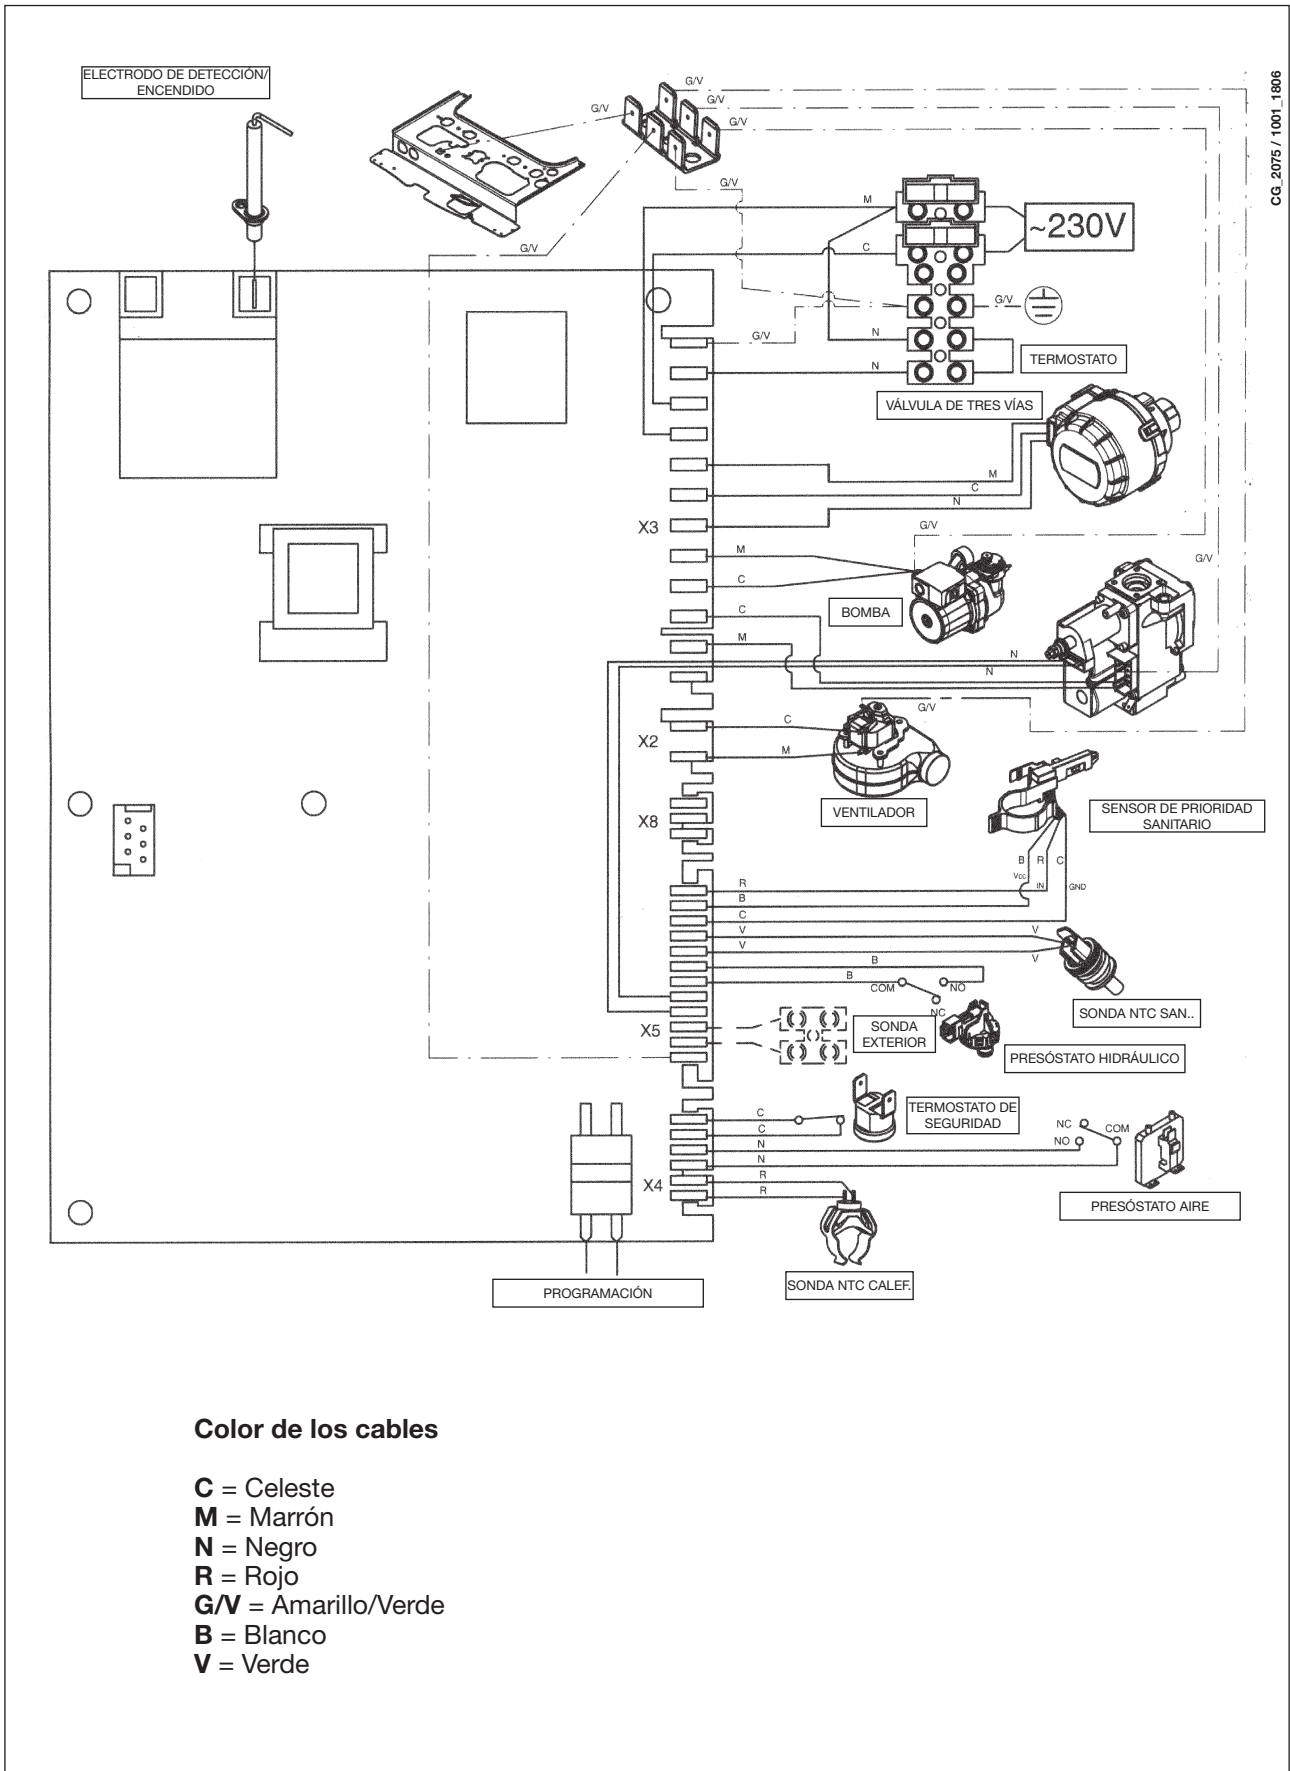 ELECTRODO DE DETECCIÓN/
ENCENDIDO
G/V
G/V
G/V
G/V
G/V
G/V
CG_2075 / 1001_1806
M
~230V
C
G/V
G/V
N
TERMOSTATO
N
VÁLVULA DE TRES VÍAS
M
C
N
X3
G/V
M
G/V
C
BOMBA
C
M
N
N
G/V
C
X2
M
VENTILADOR
SENSOR DE PRIORIDAD
SANITARIO
X8
B
R
C
Vcc
IN
GND
R
B
C
V
V
V
V
B
B
COM
NO
NC
SONDA NTC SAN..
X5
SONDA
EXTERIOR
PRESÓSTATO HIDRÁULICO
TERMOSTATO DE
SEGURIDAD
C
C
N
N
NC
COM
NO
R
R
X4
PRESÓSTATO AIRE
SONDA NTC CALEF.
PROGRAMACIÓN
Color de los cables
C = Celeste
M = Marrón
N = Negro
R = Rojo
G/V = Amarillo/Verde
B = Blanco
V = Verde